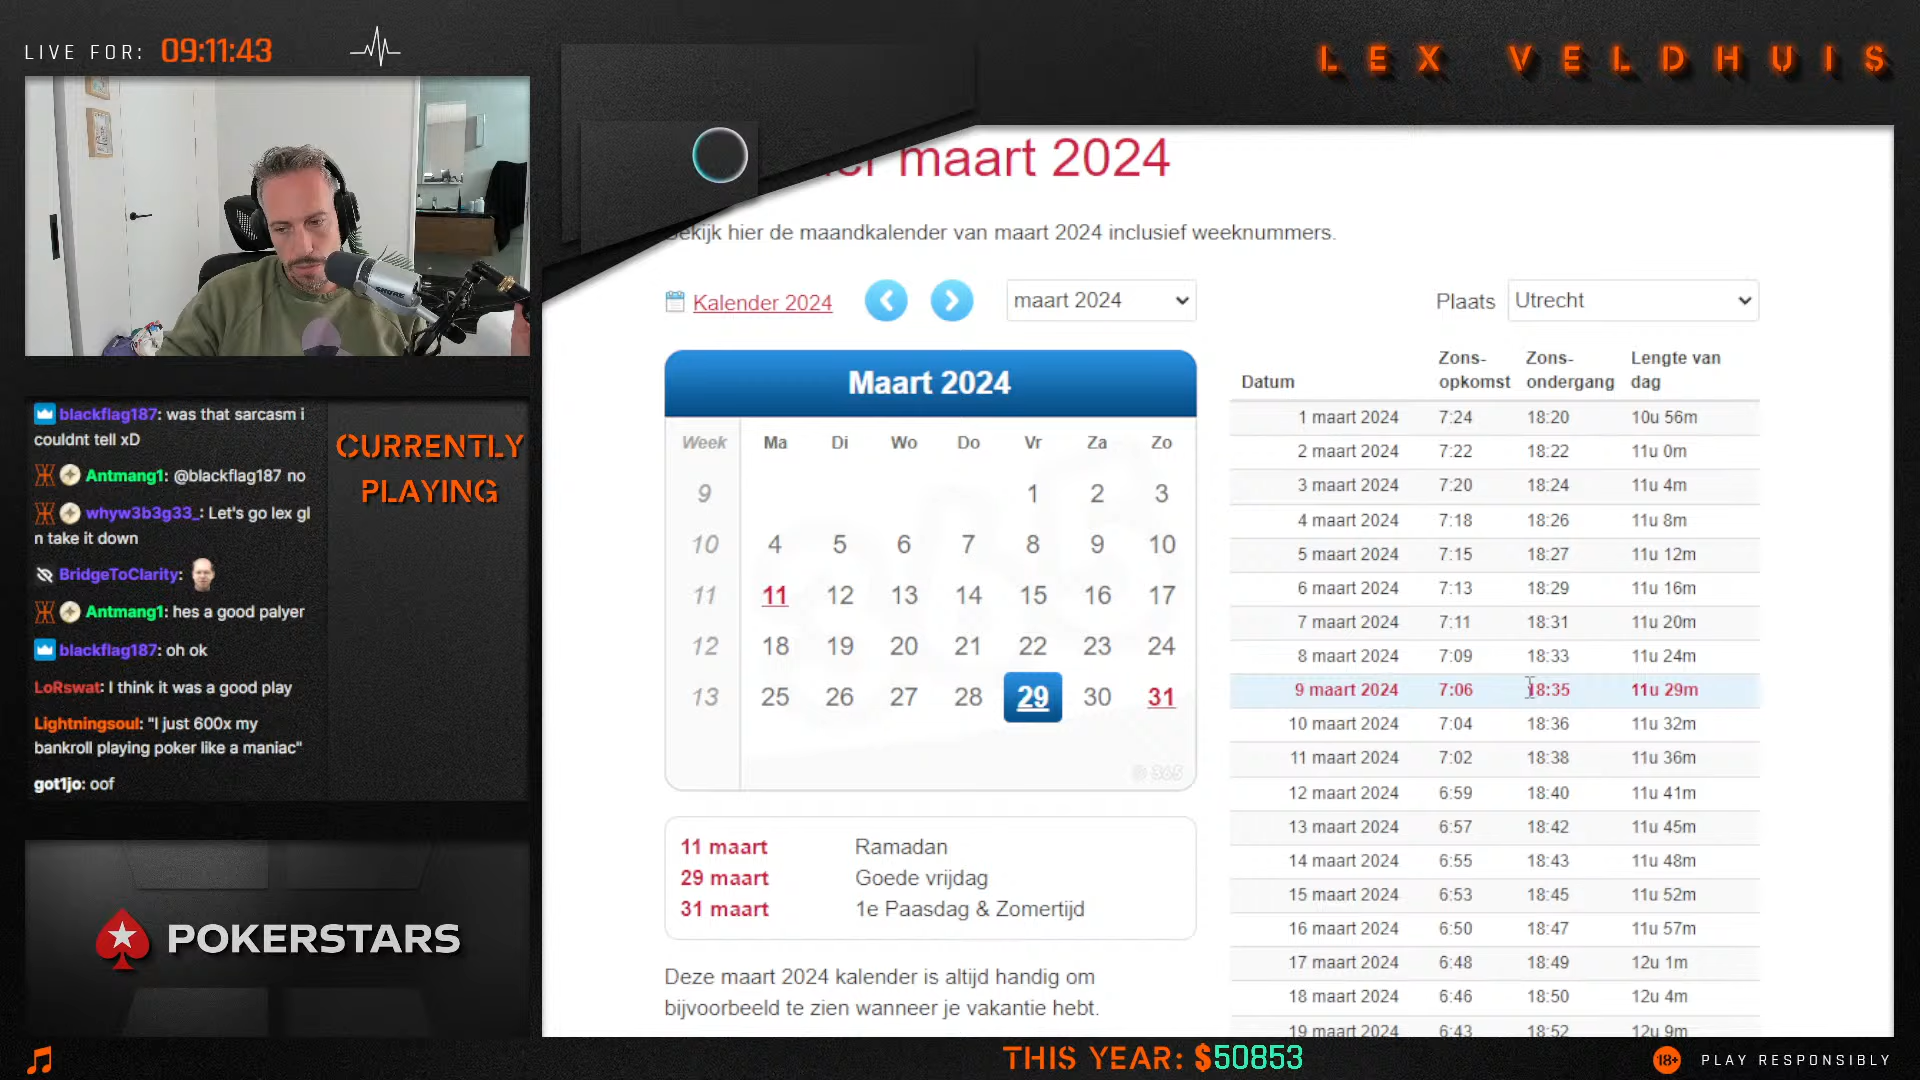 LIVE FOR: 09:11:43
LEX VELDHUIS
maart 2024
Bekijk hier de maandkalender van maart 2024 inclusief weeknummers.
Kalender 2024
maart 2024
Plaats Utrecht
Maart 2024
Week Ma Di Wo Do Vr Za Zo
9 1 2 3
10 4 5 6 7 8 9 10
11 11 12 13 14 15 16 17
12 18 19 20 21 22 23 24
13 25 26 27 28 29 30 31
© 365
11 maart Ramadan
29 maart Goede vrijdag
31 maart 1e Paasdag & Zomertijd
Deze maart 2024 kalender is altijd handig om
bijvoorbeeld te zien wanneer je vakantie hebt.
Zons- Zons- Lengte van
Datum opkomst ondergang dag
1 maart 2024 7:24 18:20 10u 56m
2 maart 2024 7:22 18:22 11u 0m
3 maart 2024 7:20 18:24 11u 4m
4 maart 2024 7:18 18:26 11u 8m
5 maart 2024 7:15 18:27 11u 12m
6 maart 2024 7:13 18:29 11u 16m
7 maart 2024 7:11 18:31 11u 20m
8 maart 2024 7:09 18:33 11u 24m
9 maart 2024 7:06 18:35 11u 29m
10 maart 2024 7:04 18:36 11u 32m
11 maart 2024 7:02 18:38 11u 36m
12 maart 2024 6:59 18:40 11u 41m
13 maart 2024 6:57 18:42 11u 45m
14 maart 2024 6:55 18:43 11u 48m
15 maart 2024 6:53 18:45 11u 52m
16 maart 2024 6:50 18:47 11u 57m
17 maart 2024 6:48 18:49 12u 1m
18 maart 2024 6:46 18:50 12u 4m
19 maart 2024 6:43 18:52 12u 9m
SHURE
blackflag187: was that sarcasm i
couldnt tell xD
Antmang1: @blackflag187 no
whyw3b3g33_: Let's go lex gl
n take it down
BridgeToClarity:
Antmang1: hes a good palyer
blackflag187: oh ok
LoRswat: I think it was a good play
Lightningsoul: "I just 600x my
bankroll playing poker like a maniac"
got1jo: oof
CURRENTLY
PLAYING
POKERSTARS
THIS YEAR: $50853
18+ PLAY RESPONSIBLY